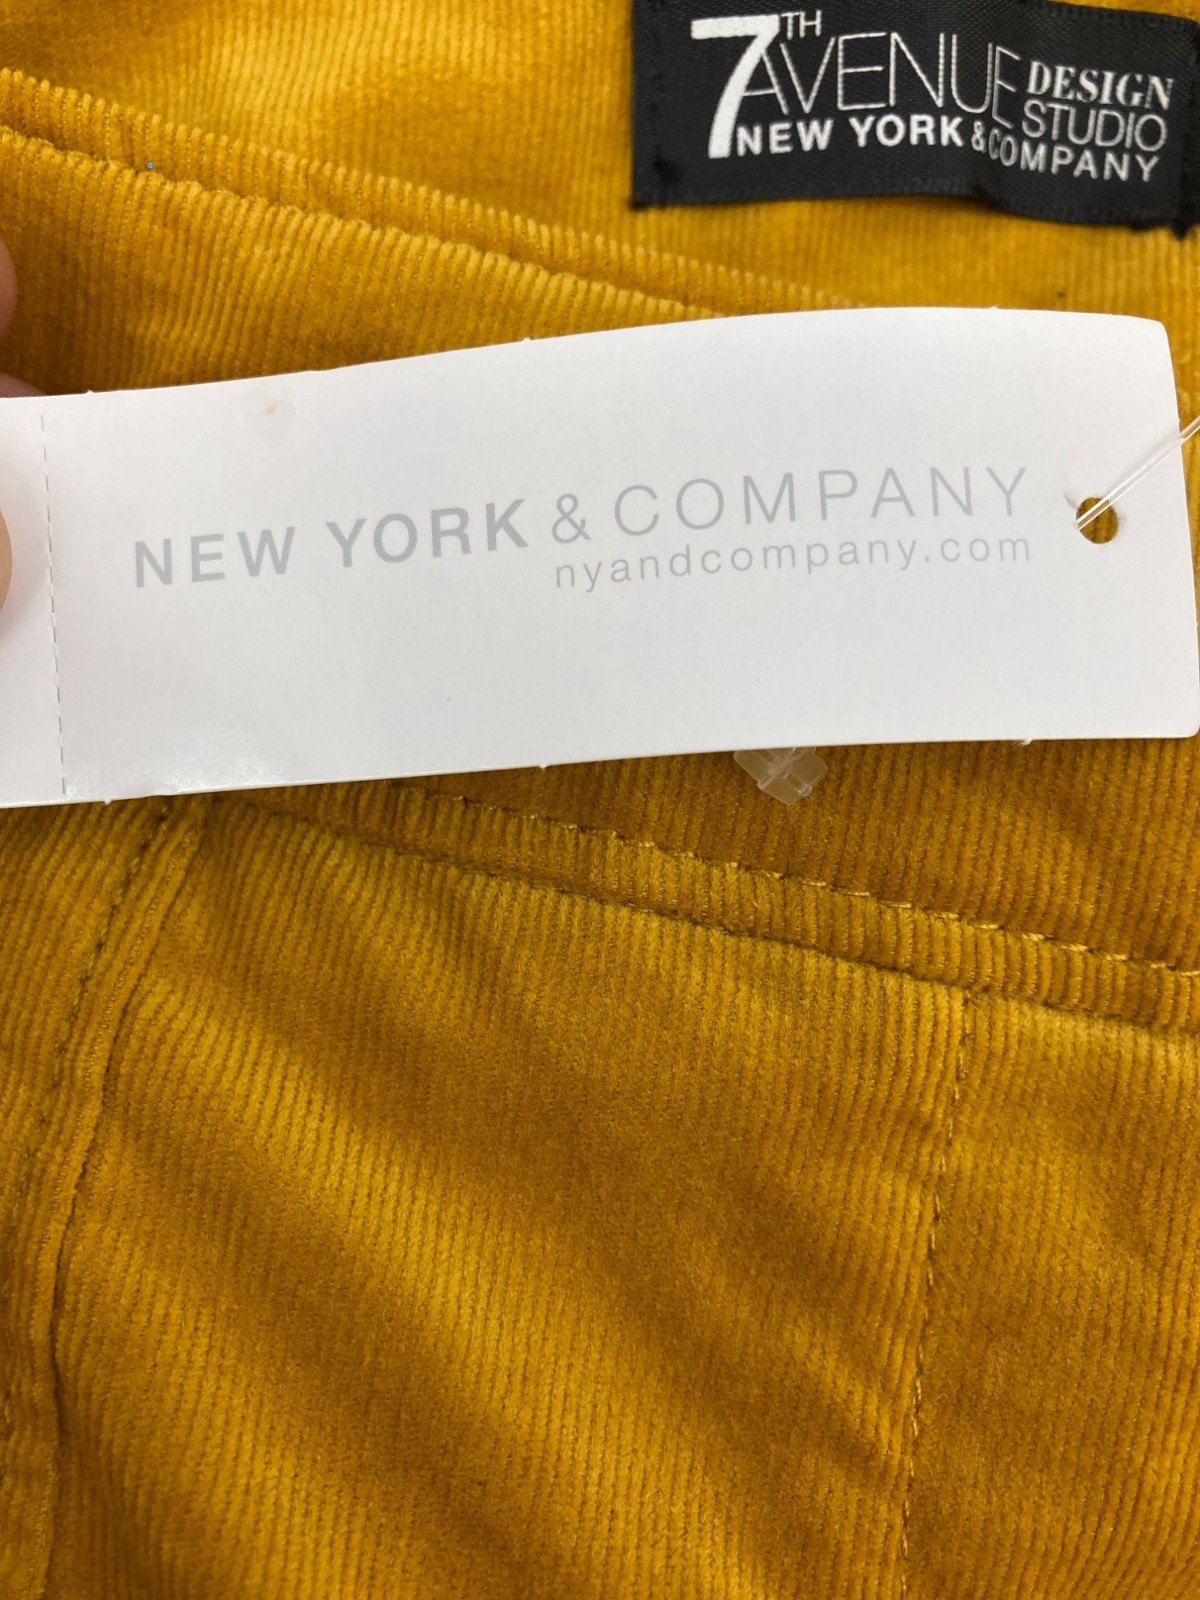 7TH AVENUE DESIGN STUDIO
NEW YORK & COMPANY
NEW YORK & COMPANY
nyandcompany.com